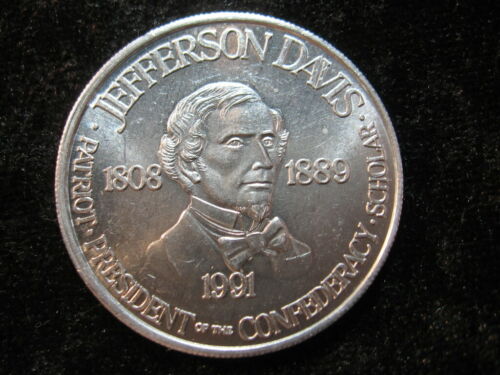 JEFFERSON DAVIS
1808 1889
1991
· PATRIOT · PRESIDENT OF THE CONFEDERACY · SCHOLAR ·